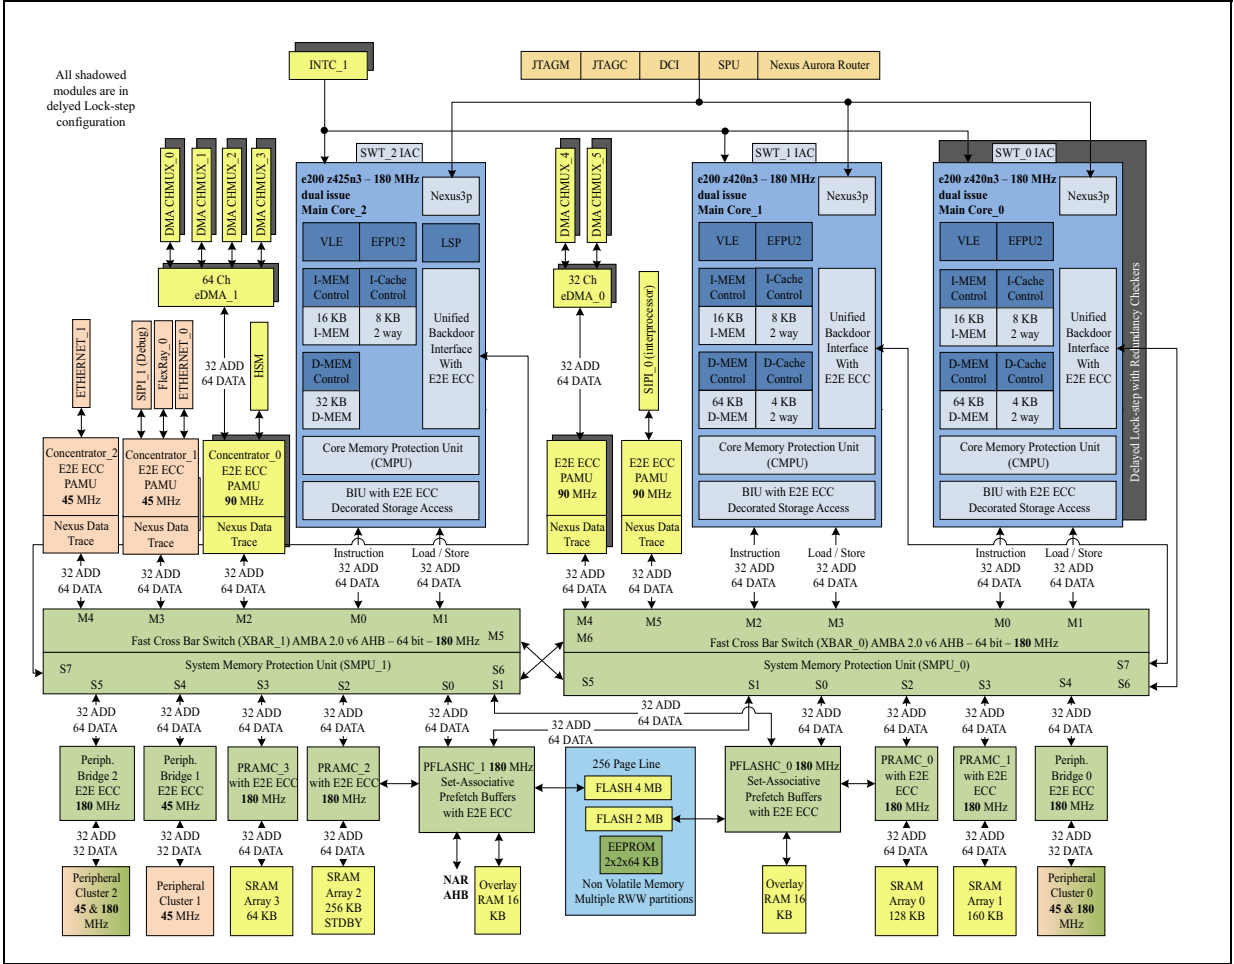 All shadowed
modules are in
delyed Lock-step
configuration
INTC_1
JTAGM
JTAGC
DCI
SPU
Nexus Aurora Router
DMA CHMUX_0
DMA CHMUX_1
DMA CHMUX_2
DMA CHMUX_3
64 Ch
eDMA_1
DMA CHMUX_4
DMA CHMUX_5
32 Ch
eDMA_0
SWT_2 IAC
e200 z425n3 – 180 MHz
dual issue
Main Core_2
Nexus3p
VLE
EFPU2
LSP
I-MEM
Control
I-Cache
Control
16 KB
I-MEM
8 KB
2 way
D-MEM
Control
32 KB
D-MEM
Unified
Backdoor
Interface
With
E2E ECC
Core Memory Protection Unit
(CMPU)
BIU with E2E ECC
Decorated Storage Access
SWT_1 IAC
e200 z420n3 – 180 MHz
dual issue
Main Core_1
Nexus3p
VLE
EFPU2
I-MEM
Control
I-Cache
Control
16 KB
I-MEM
8 KB
2 way
D-MEM
Control
D-Cache
Control
64 KB
D-MEM
4 KB
2 way
Unified
Backdoor
Interface
With
E2E ECC
Core Memory Protection Unit
(CMPU)
BIU with E2E ECC
Decorated Storage Access
SWT_0 IAC
e200 z420n3 – 180 MHz
dual issue
Main Core_0
Nexus3p
VLE
EFPU2
I-MEM
Control
I-Cache
Control
16 KB
I-MEM
8 KB
2 way
D-MEM
Control
D-Cache
Control
64 KB
D-MEM
4 KB
2 way
Unified
Backdoor
Interface
With
E2E ECC
Core Memory Protection Unit
(CMPU)
BIU with E2E ECC
Decorated Storage Access
Delayed Lock-step with Redundancy Checkers
ETHERNET_1
SIPI_1 (Debug)
FlexRay_0
ETHERNET_0
32 ADD
64 DATA
HSM
32 ADD
64 DATA
SIPI_0 (interprocessor)
Concentrator_2
E2E ECC
PAMU
45 MHz
Nexus Data
Trace
Concentrator_1
E2E ECC
PAMU
45 MHz
Nexus Data
Trace
Concentrator_0
E2E ECC
PAMU
90 MHz
Nexus Data
Trace
E2E ECC
PAMU
90 MHz
Nexus Data
Trace
E2E ECC
PAMU
90 MHz
Nexus Data
Trace
32 ADD
64 DATA
32 ADD
64 DATA
32 ADD
64 DATA
Instruction
32 ADD
64 DATA
Load / Store
32 ADD
64 DATA
32 ADD
64 DATA
32 ADD
64 DATA
Instruction
32 ADD
64 DATA
Load / Store
32 ADD
64 DATA
Instruction
32 ADD
64 DATA
Load / Store
32 ADD
64 DATA
M4
M3
M2
M0
M1
Fast Cross Bar Switch (XBAR_1) AMBA 2.0 v6 AHB – 64 bit – 180 MHz
M5
S7
System Memory Protection Unit (SMPU_1)
S6
S5
S4
S3
S2
S0
S1
M4
M6
M5
M2
M3
M0
M1
Fast Cross Bar Switch (XBAR_0) AMBA 2.0 v6 AHB – 64 bit – 180 MHz
System Memory Protection Unit (SMPU_0)
S7
S5
S1
S0
S2
S3
S4
S6
32 ADD
64 DATA
32 ADD
64 DATA
32 ADD
64 DATA
32 ADD
64 DATA
32 ADD
64 DATA
32 ADD
64 DATA
32 ADD
64 DATA
32 ADD
64 DATA
32 ADD
64 DATA
32 ADD
64 DATA
32 ADD
64 DATA
Periph.
Bridge 2
E2E ECC
180 MHz
Periph.
Bridge 1
E2E ECC
45 MHz
PRAMC_3
with E2E ECC
180 MHz
PRAMC_2
with E2E ECC
180 MHz
PFLASHC_1 180 MHz
Set-Associative
Prefetch Buffers
with E2E ECC
256 Page Line
FLASH 4 MB
FLASH 2 MB
EEPROM
2x2x64 KB
Non Volatile Memory
Multiple RWW partitions
PFLASHC_0 180 MHz
Set-Associative
Prefetch Buffers
with E2E ECC
PRAMC_0
with E2E
ECC
180 MHz
PRAMC_1
with E2E
ECC
180 MHz
Periph.
Bridge 0
E2E ECC
180 MHz
32 ADD
32 DATA
32 ADD
32 DATA
32 ADD
64 DATA
32 ADD
64 DATA
32 ADD
64 DATA
32 ADD
64 DATA
32 ADD
32 DATA
Peripheral
Cluster 2
45 & 180
MHz
Peripheral
Cluster 1
45 MHz
SRAM
Array 3
64 KB
SRAM
Array 2
256 KB
STDBY
NAR
AHB
Overlay
RAM 16
KB
Overlay
RAM 16
KB
SRAM
Array 0
128 KB
SRAM
Array 1
160 KB
Peripheral
Cluster 0
45 & 180
MHz